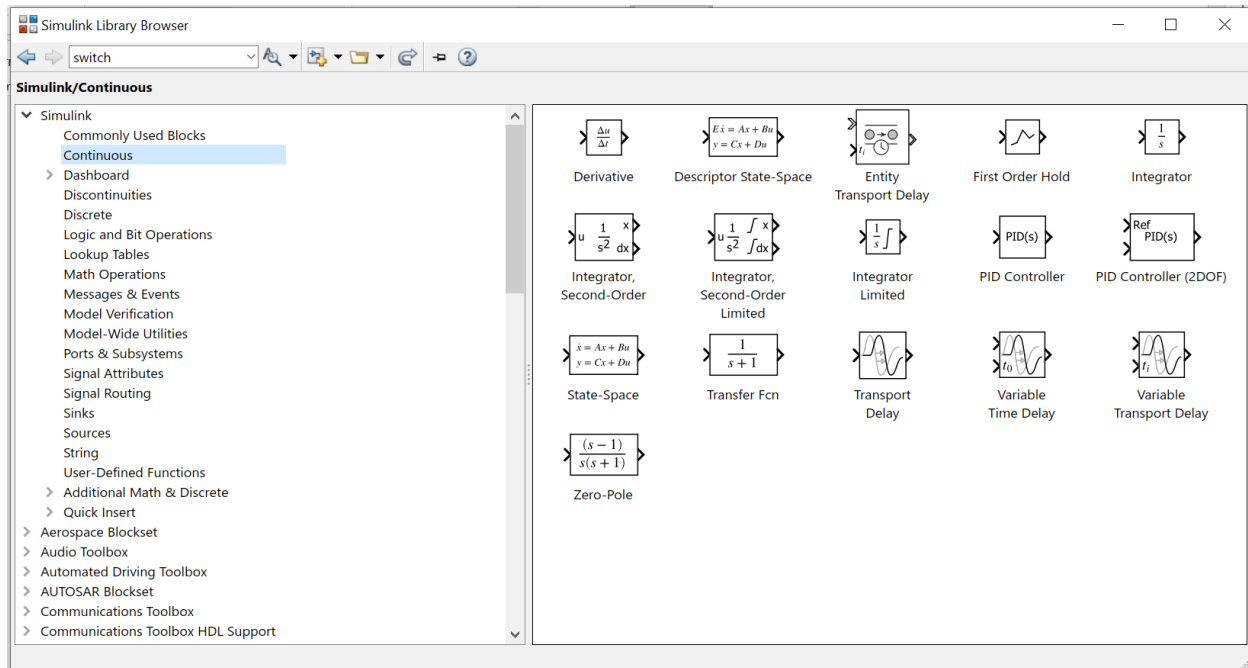 Simulink Library Browser
switch
Simulink/Continuous
Simulink
Commonly Used Blocks
Continuous
Dashboard
Discontinuities
Discrete
Logic and Bit Operations
Lookup Tables
Math Operations
Messages & Events
Model Verification
Model-Wide Utilities
Ports & Subsystems
Signal Attributes
Signal Routing
Sinks
Sources
String
User-Defined Functions
Additional Math & Discrete
Quick Insert
Aerospace Blockset
Audio Toolbox
Automated Driving Toolbox
AUTOSAR Blockset
Communications Toolbox
Communications Toolbox HDL Support
Δu
Δt
Derivative
Eẋ = Ax + Bu
y = Cx + Du
Descriptor State-Space
tᵢ
Entity
Transport Delay
First Order Hold
1
s
Integrator
u 1 x
s² dx
Integrator,
Second-Order
u 1 ∫ x
s² ∫dx
Integrator,
Second-Order
Limited
1 ∫
s
Integrator
Limited
PID(s)
PID Controller
Ref
PID(s)
PID Controller (2DOF)
ẋ = Ax + Bu
y = Cx + Du
State-Space
1
s + 1
Transfer Fcn
Transport
Delay
t₀
Variable
Time Delay
tᵢ
Variable
Transport Delay
(s − 1)
s(s + 1)
Zero-Pole